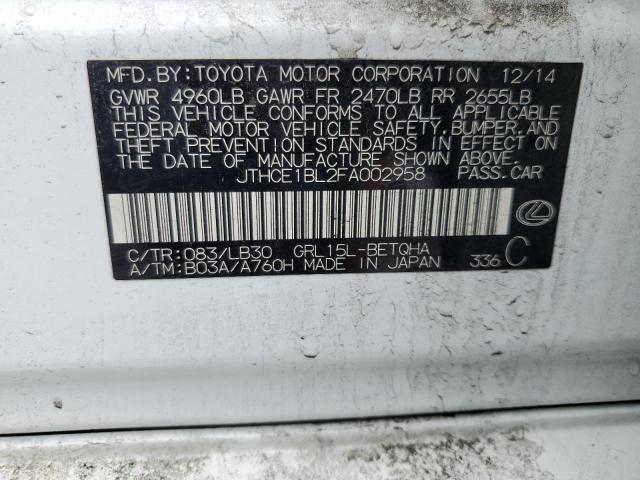 MFD. BY: TOYOTA MOTOR CORPORATION 12/14
GVWR 4960LB GAWR FR 2470LB RR 2655LB
THIS VEHICLE CONFORMS TO ALL APPLICABLE
FEDERAL MOTOR VEHICLE SAFETY, BUMPER, AND
THEFT PREVENTION STANDARDS IN EFFECT ON
THE DATE OF MANUFACTURE SHOWN ABOVE.
JTHCE1BL2FA002958 PASS. CAR
C/TR: 083/LB30 GRL15L-BETQHA
A/TM: B03A/A760H MADE IN JAPAN 336 C